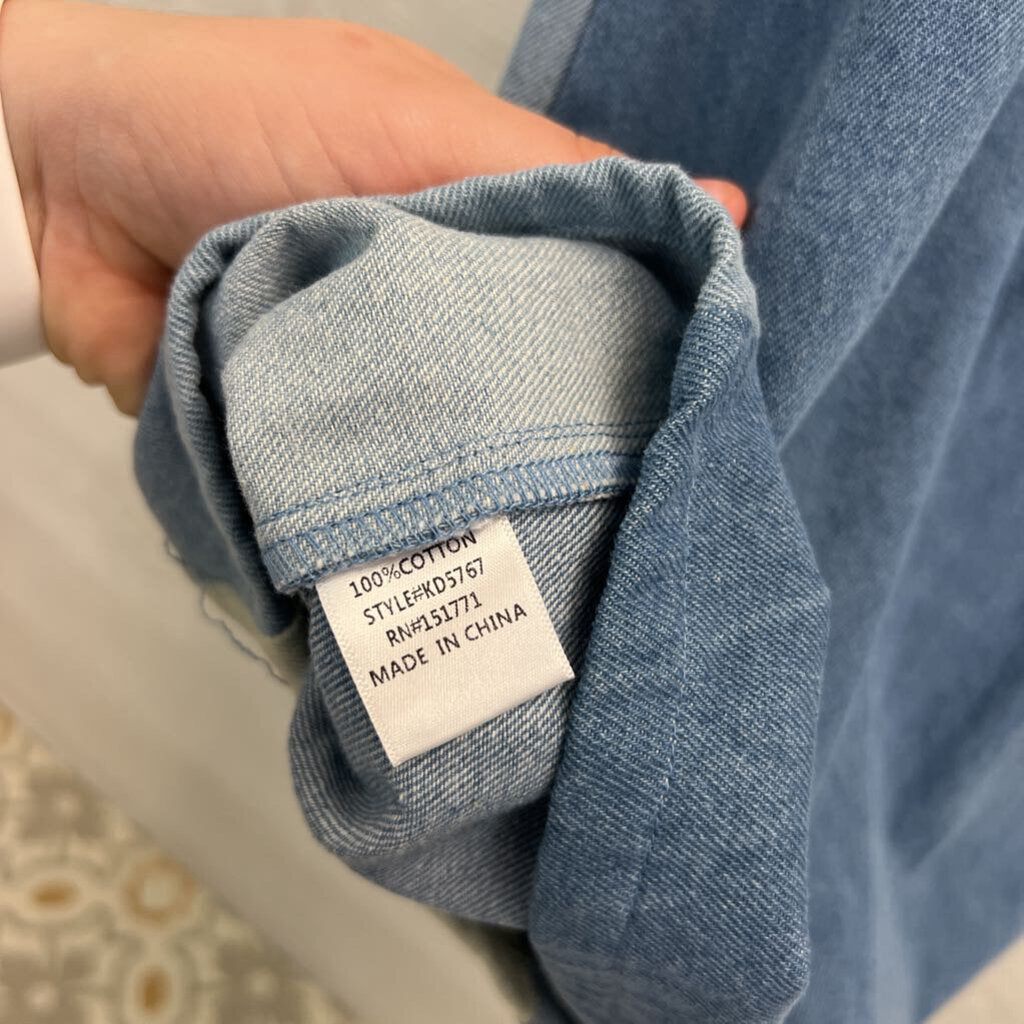 100%COTTON
STYLE#KD5767
RN#151771
MADE IN CHINA